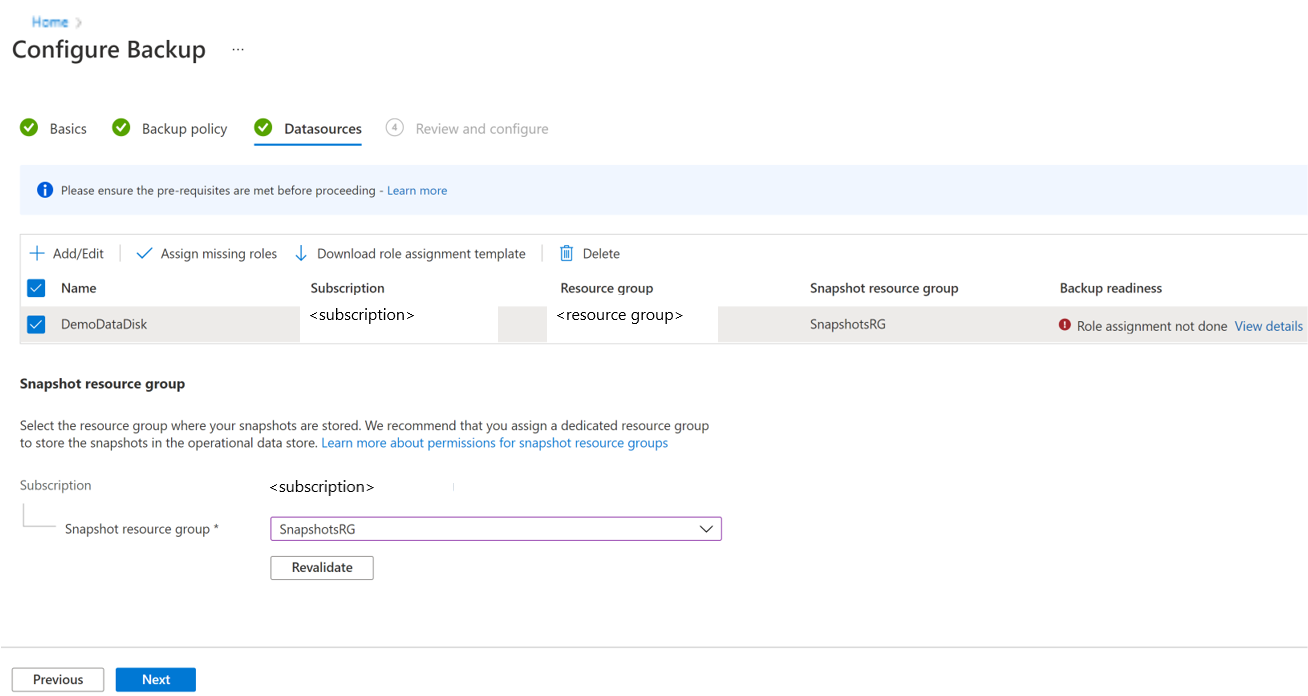 Home >
Configure Backup ...
Basics Backup policy Datasources 4 Review and configure
Please ensure the pre-requisites are met before proceeding - Learn more
Add/Edit Assign missing roles Download role assignment template Delete
Name Subscription Resource group Snapshot resource group Backup readiness
DemoDataDisk <subscription> <resource group> SnapshotsRG Role assignment not done View details
Snapshot resource group
Select the resource group where your snapshots are stored. We recommend that you assign a dedicated resource group
to store the snapshots in the operational data store. Learn more about permissions for snapshot resource groups
Subscription <subscription>
Snapshot resource group * SnapshotsRG
Revalidate
Previous Next